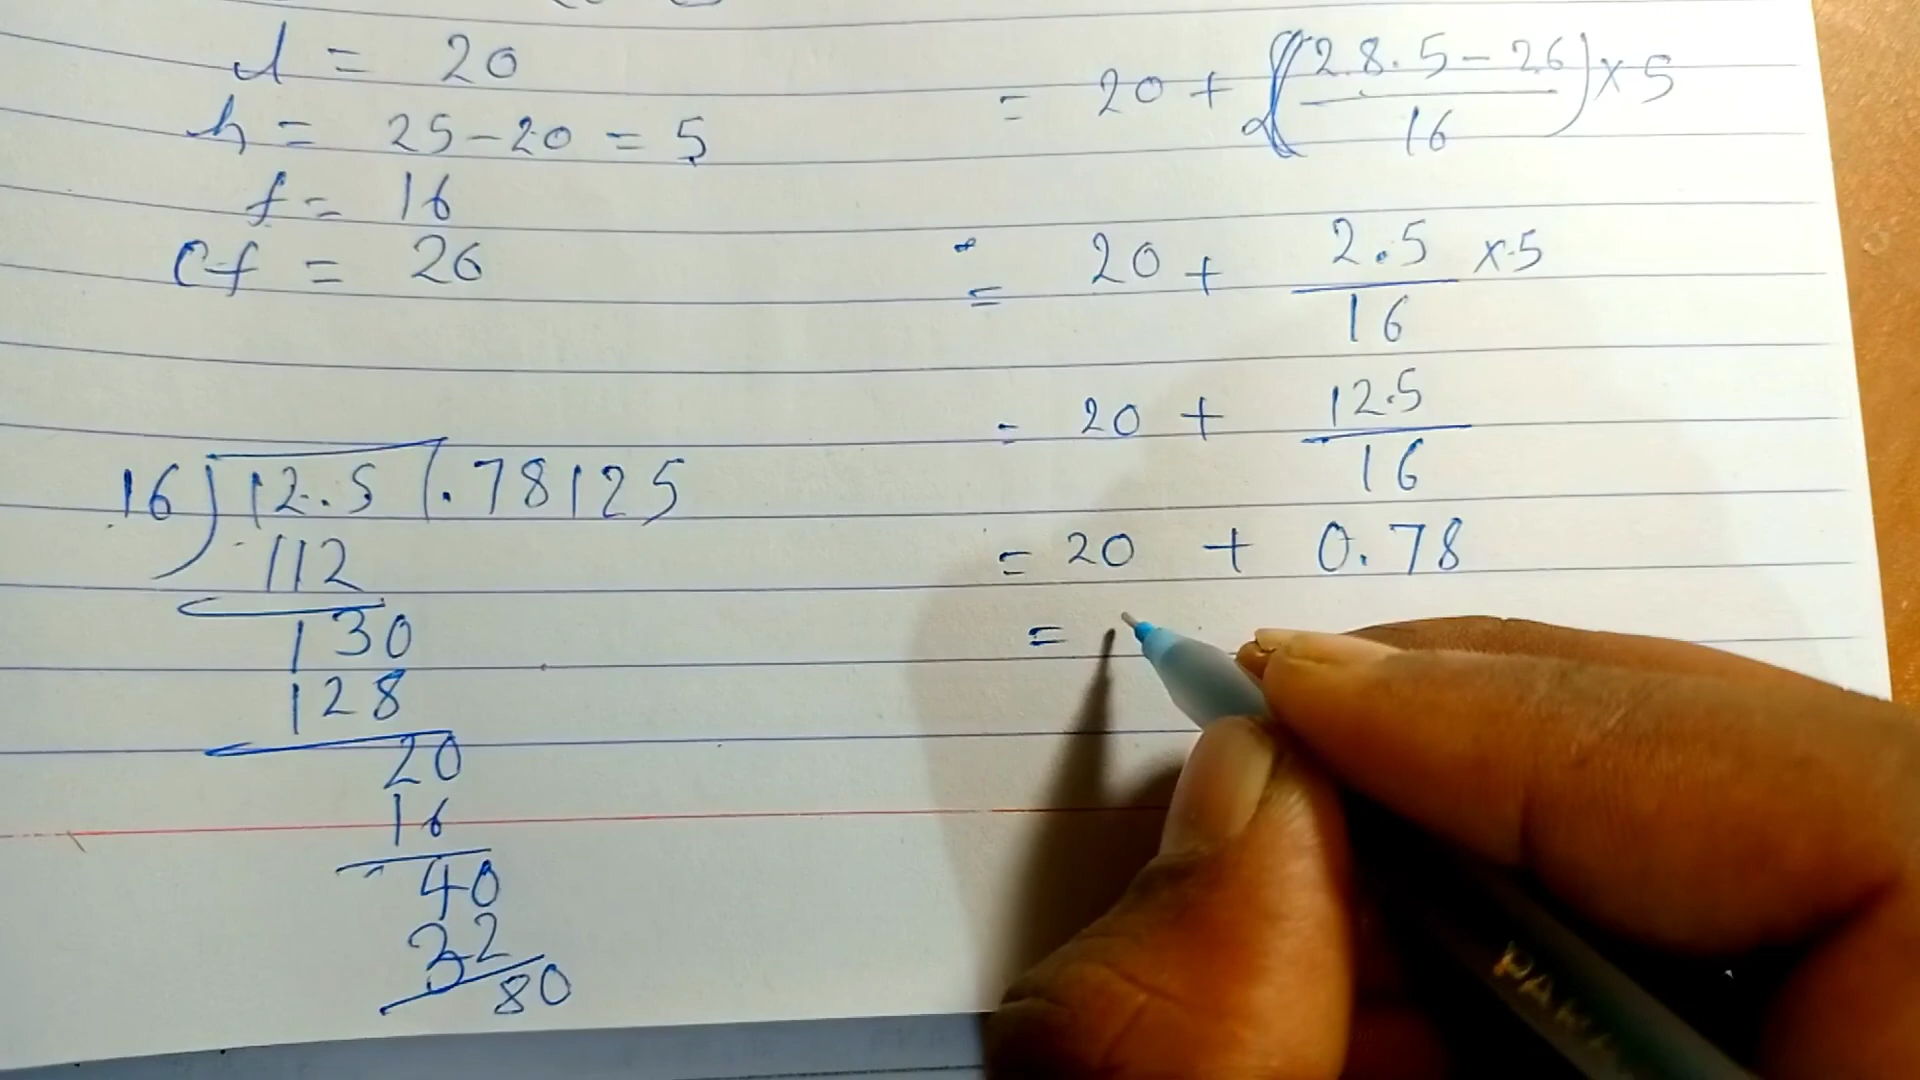 l = 20
h = 25-20 = 5
f = 16
cf = 26
16)12.5(.78125
112
130
128
20
16
40
32
80
= 20 + (28.5-26/16)×5
= 20 + 2.5/16 ×5
= 20 + 12.5/16
= 20 + 0.78
=